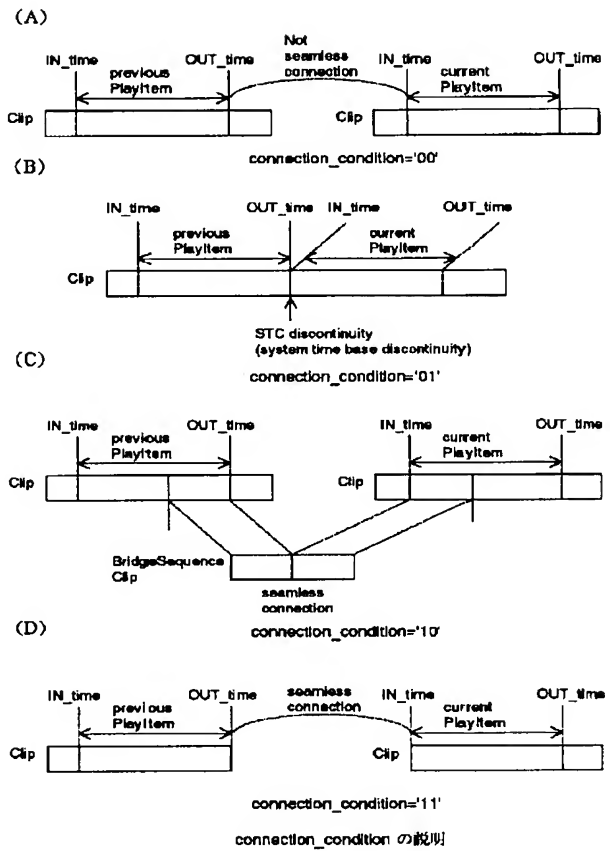 (A)
Not
seamless
connection
IN_time
OUT_time
IN_time
OUT_time
previous
PlayItem
current
PlayItem
Clip
Clip
connection_condition='00'
(B)
IN_time
OUT_time
IN_time
OUT_time
previous
PlayItem
current
PlayItem
Clip
STC discontinuity
(system time base discontinuity)
connection_condition='01'
(C)
IN_time
OUT_time
IN_time
OUT_time
previous
PlayItem
current
PlayItem
Clip
Clip
BridgeSequence
Clip
seamless
connection
connection_condition='10'
(D)
IN_time
OUT_time
seamless
connection
IN_time
OUT_time
previous
PlayItem
current
PlayItem
Clip
Clip
connection_condition='11'
connection_condition の説明